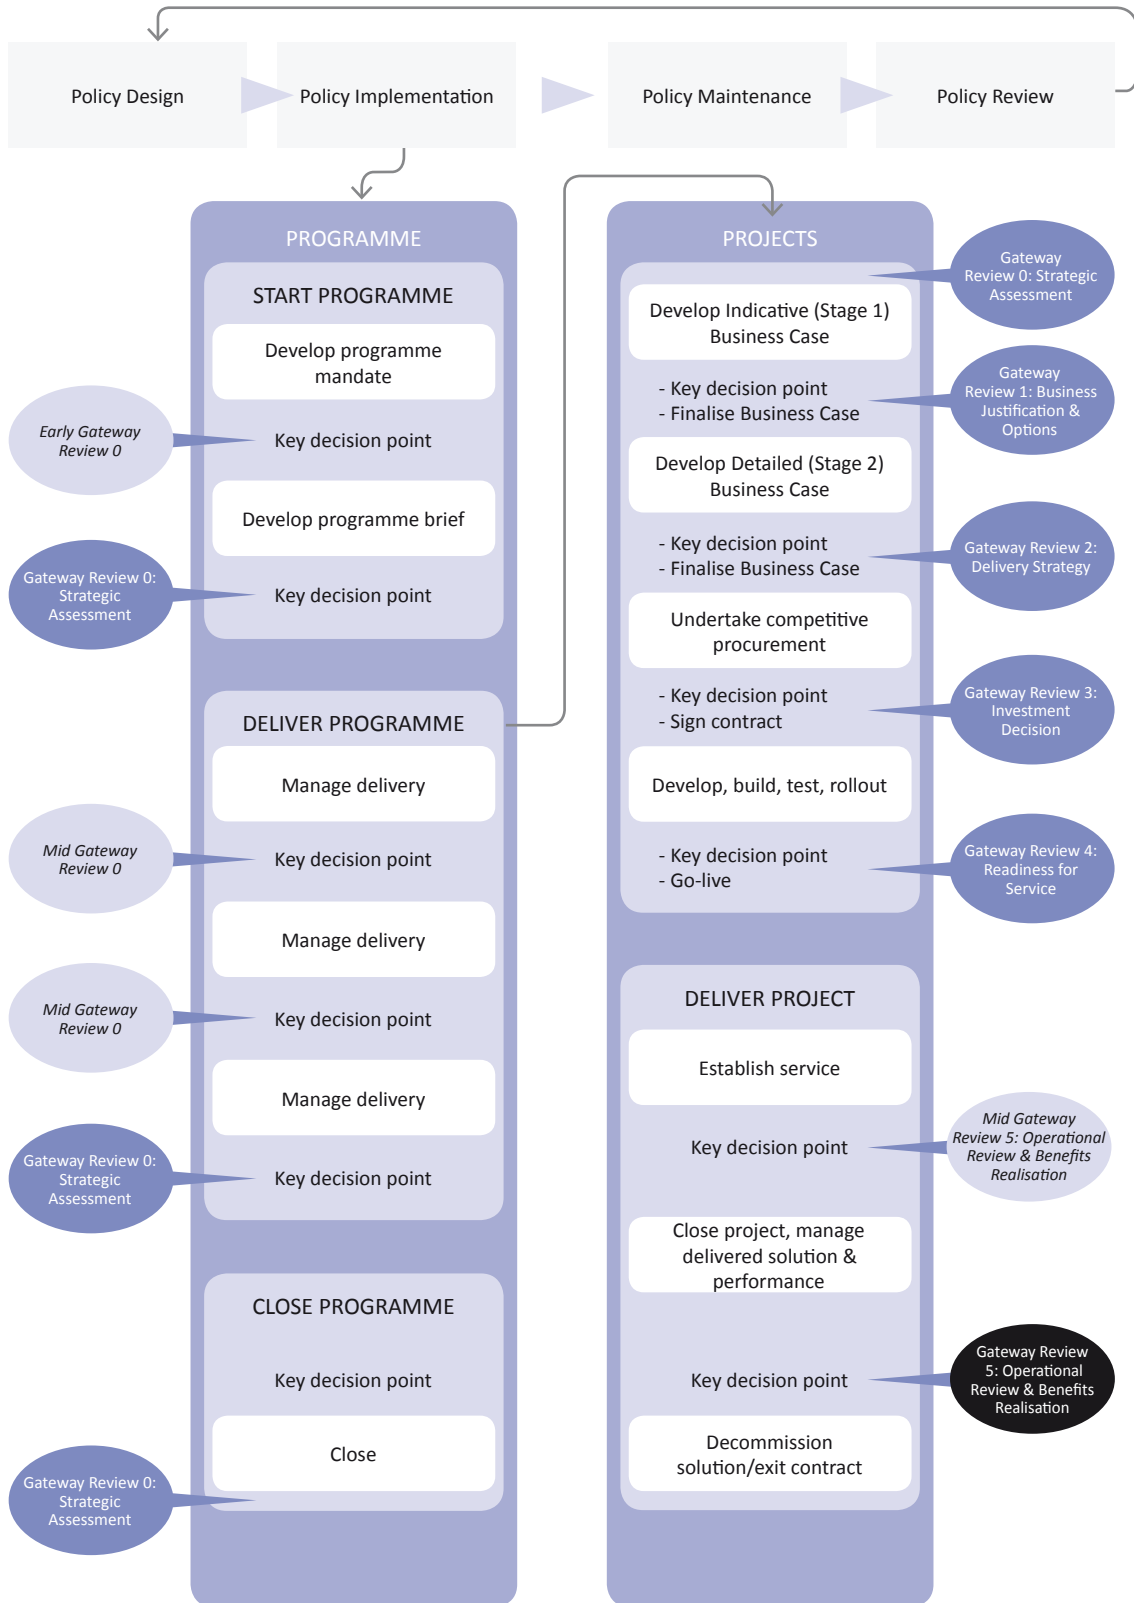 Policy Design
Policy Implementation
Policy Maintenance
Policy Review
PROGRAMME
START PROGRAMME
Develop programme
mandate
Early Gateway
Review 0
Key decision point
Develop programme brief
Gateway Review 0:
Strategic
Assessment
Key decision point
DELIVER PROGRAMME
Manage delivery
Mid Gateway
Review 0
Key decision point
Manage delivery
Mid Gateway
Review 0
Key decision point
Manage delivery
Gateway Review 0:
Strategic
Assessment
Key decision point
CLOSE PROGRAMME
Key decision point
Close
Gateway Review 0:
Strategic
Assessment
PROJECTS
Gateway
Review 0: Strategic
Assessment
Develop Indicative (Stage 1)
Business Case
- Key decision point
- Finalise Business Case
Gateway
Review 1: Business
Justification &
Options
Develop Detailed (Stage 2)
Business Case
- Key decision point
- Finalise Business Case
Gateway Review 2:
Delivery Strategy
Undertake competitive
procurement
- Key decision point
- Sign contract
Gateway Review 3:
Investment
Decision
Develop, build, test, rollout
- Key decision point
- Go-live
Gateway Review 4:
Readiness for
Service
DELIVER PROJECT
Establish service
Key decision point
Mid Gateway
Review 5: Operational
Review & Benefits
Realisation
Close project, manage
delivered solution &
performance
Key decision point
Gateway Review
5: Operational
Review & Benefits
Realisation
Decommission
solution/exit contract